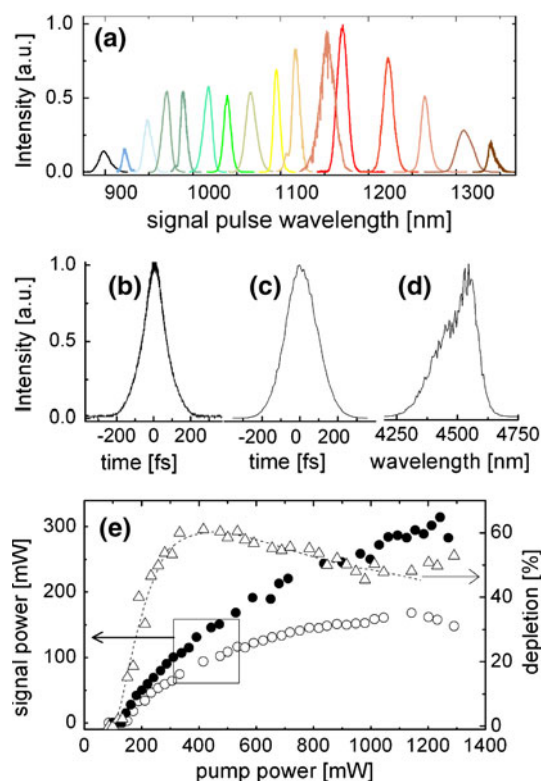 (a)
Intensity [a.u.]
1.0
0.5
0.0
900 1000 1100 1200 1300
signal pulse wavelength [nm]
(b) (c) (d)
Intensity [a.u.]
1.0
0.5
0.0
-200 0 200 -200 0 200 4250 4500 4750
time [fs] time [fs] wavelength [nm]
(e)
signal power [mW]
300
200
100
0
depletion [%]
60
40
20
0
0 200 400 600 800 1000 1200 1400
pump power [mW]